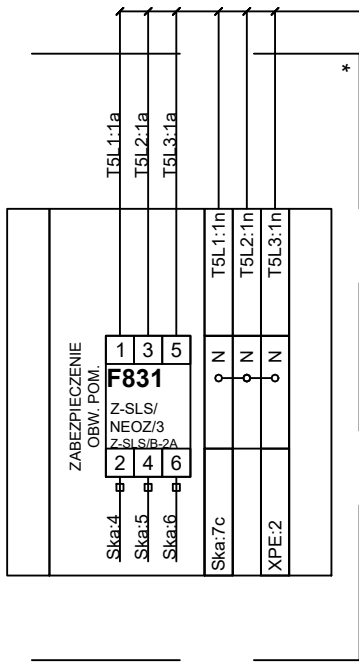 *
T5L1:1a
T5L2:1a
T5L3:1a
T5L1:1n
T5L2:1n
T5L3:1n
ZABEZPIECZENIE
OBW. POM.
1 3 5
F831
Z-SLS/
NEOZ/3
Z-SLS/B-2A
2 4 6
N
N
N
Ska:4
Ska:5
Ska:6
Ska:7c
XPE:2